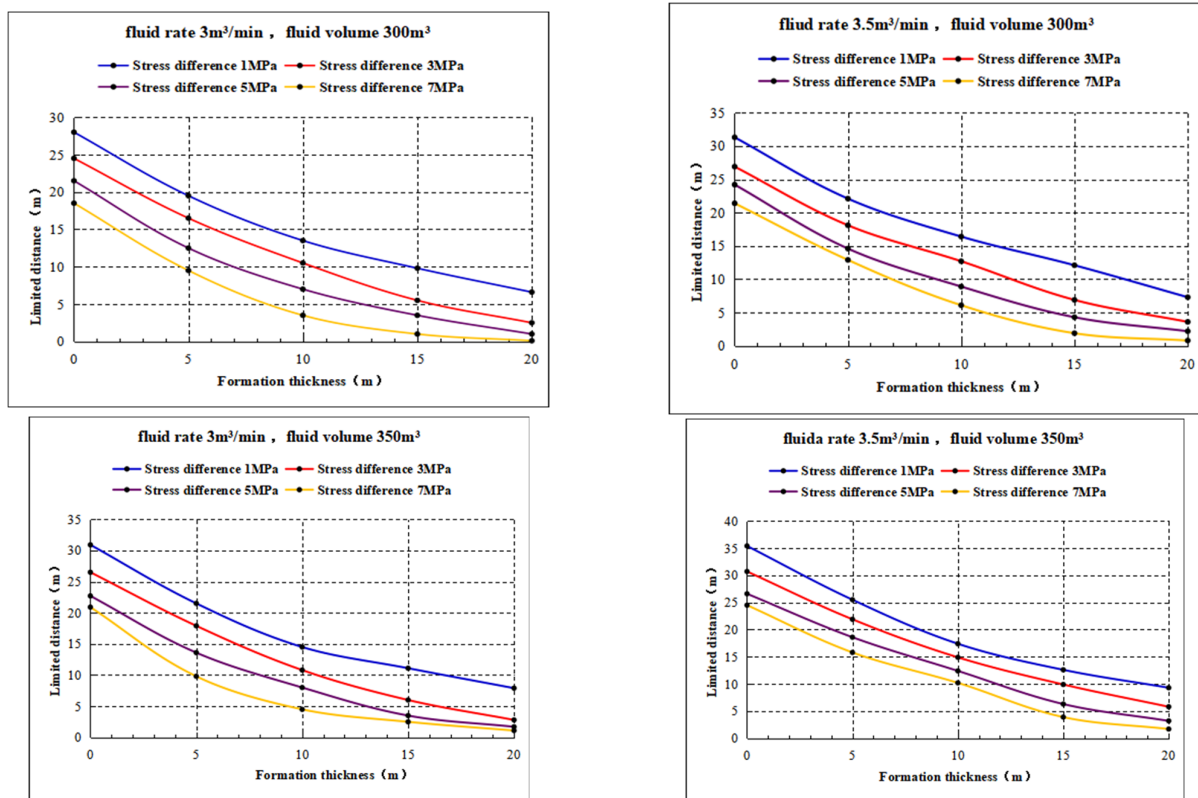 fluid rate 3m³/min， fluid volume 300m³
Stress difference 1MPa Stress difference 3MPa
Stress difference 5MPa Stress difference 7MPa
30
25
20
15
10
5
0
Limited distance（m）
0 5 10 15 20
Formation thickness（m）
fliud rate 3.5m³/min， fluid volume 300m³
Stress difference 1MPa Stress difference 3MPa
Stress difference 5MPa Stress difference 7MPa
35
30
25
20
15
10
5
0
Limited distance（m）
0 5 10 15 20
Formation thickness（m）
fluid rate 3m³/min， fluid volume 350m³
Stress difference 1MPa Stress difference 3MPa
Stress difference 5MPa Stress difference 7MPa
35
30
25
20
15
10
5
0
Limited distance（m）
0 5 10 15 20
Formation thickness（m）
fluida rate 3.5m³/min， fluid volume 350m³
Stress difference 1MPa Stress difference 3MPa
Stress difference 5MPa Stress difference 7MPa
40
35
30
25
20
15
10
5
0
Limited distance（m）
0 5 10 15 20
Formation thickness（m）